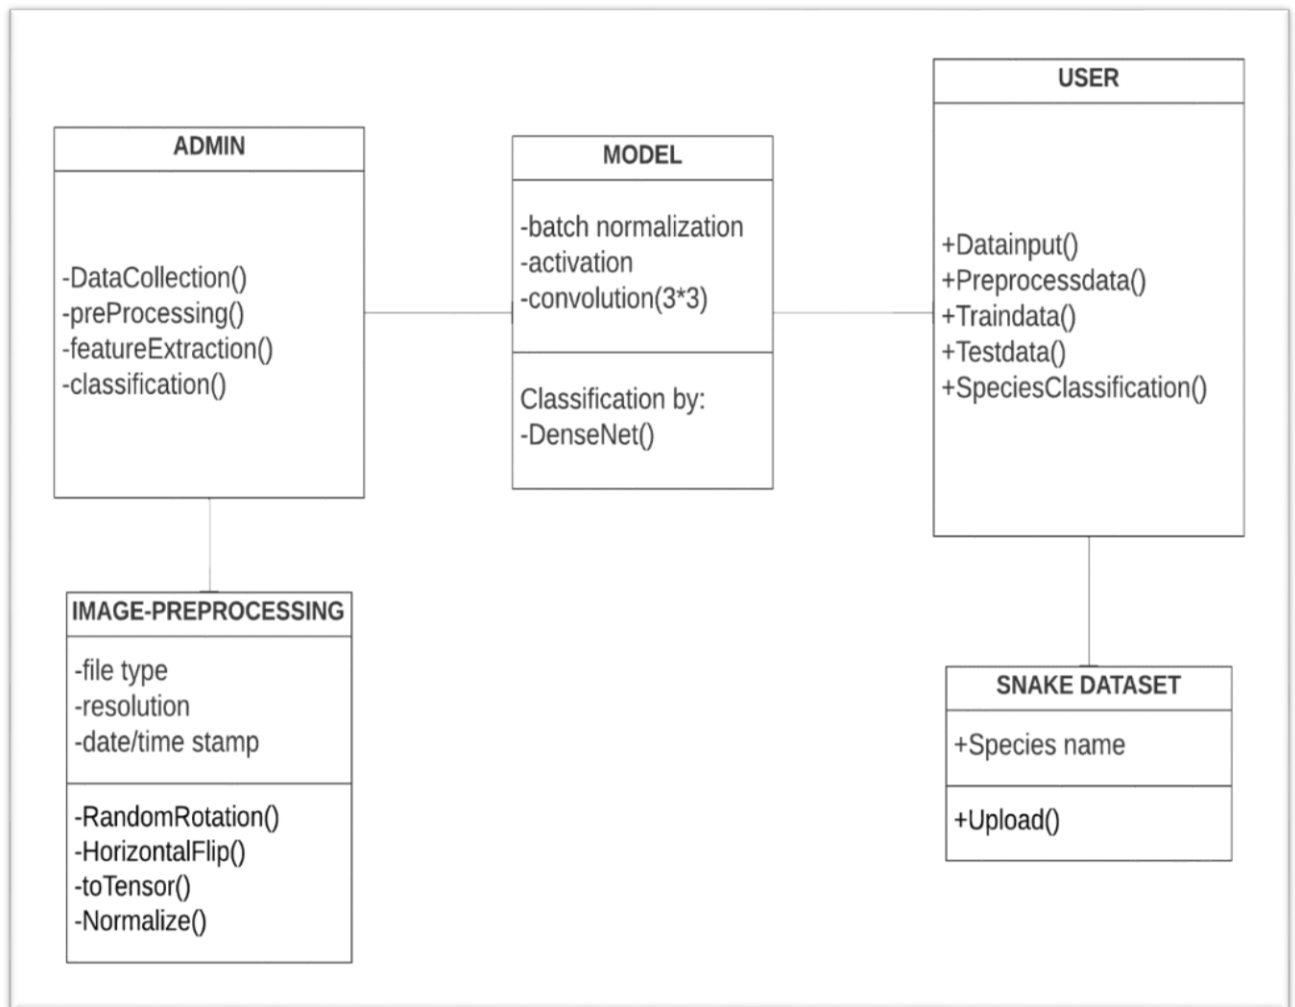 ADMIN
-DataCollection()
-preProcessing()
-featureExtraction()
-classification()
MODEL
-batch normalization
-activation
-convolution(3*3)
Classification by:
-DenseNet()
USER
+Datainput()
+Preprocessdata()
+Traindata()
+Testdata()
+SpeciesClassification()
IMAGE-PREPROCESSING
-file type
-resolution
-date/time stamp
-RandomRotation()
-HorizontalFlip()
-toTensor()
-Normalize()
SNAKE DATASET
+Species name
+Upload()